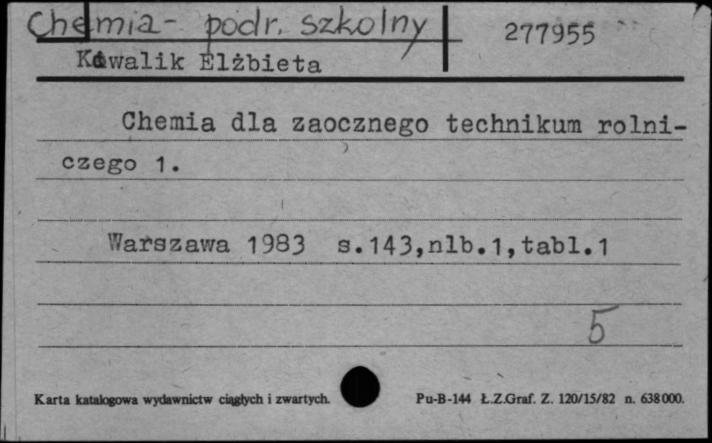 Chemia - podr. szkolny
277955
Kowalik Elżbieta
Chemia dla zaocznego technikum rolni-
czego 1.
Warszawa 1983 s.143,nlb.1,tabl.1
5
Karta katalogowa wydawnictw ciągłych i zwartych.
Pu-B-144 Ł.Z.Graf. Z. 120/15/82 n. 638000.